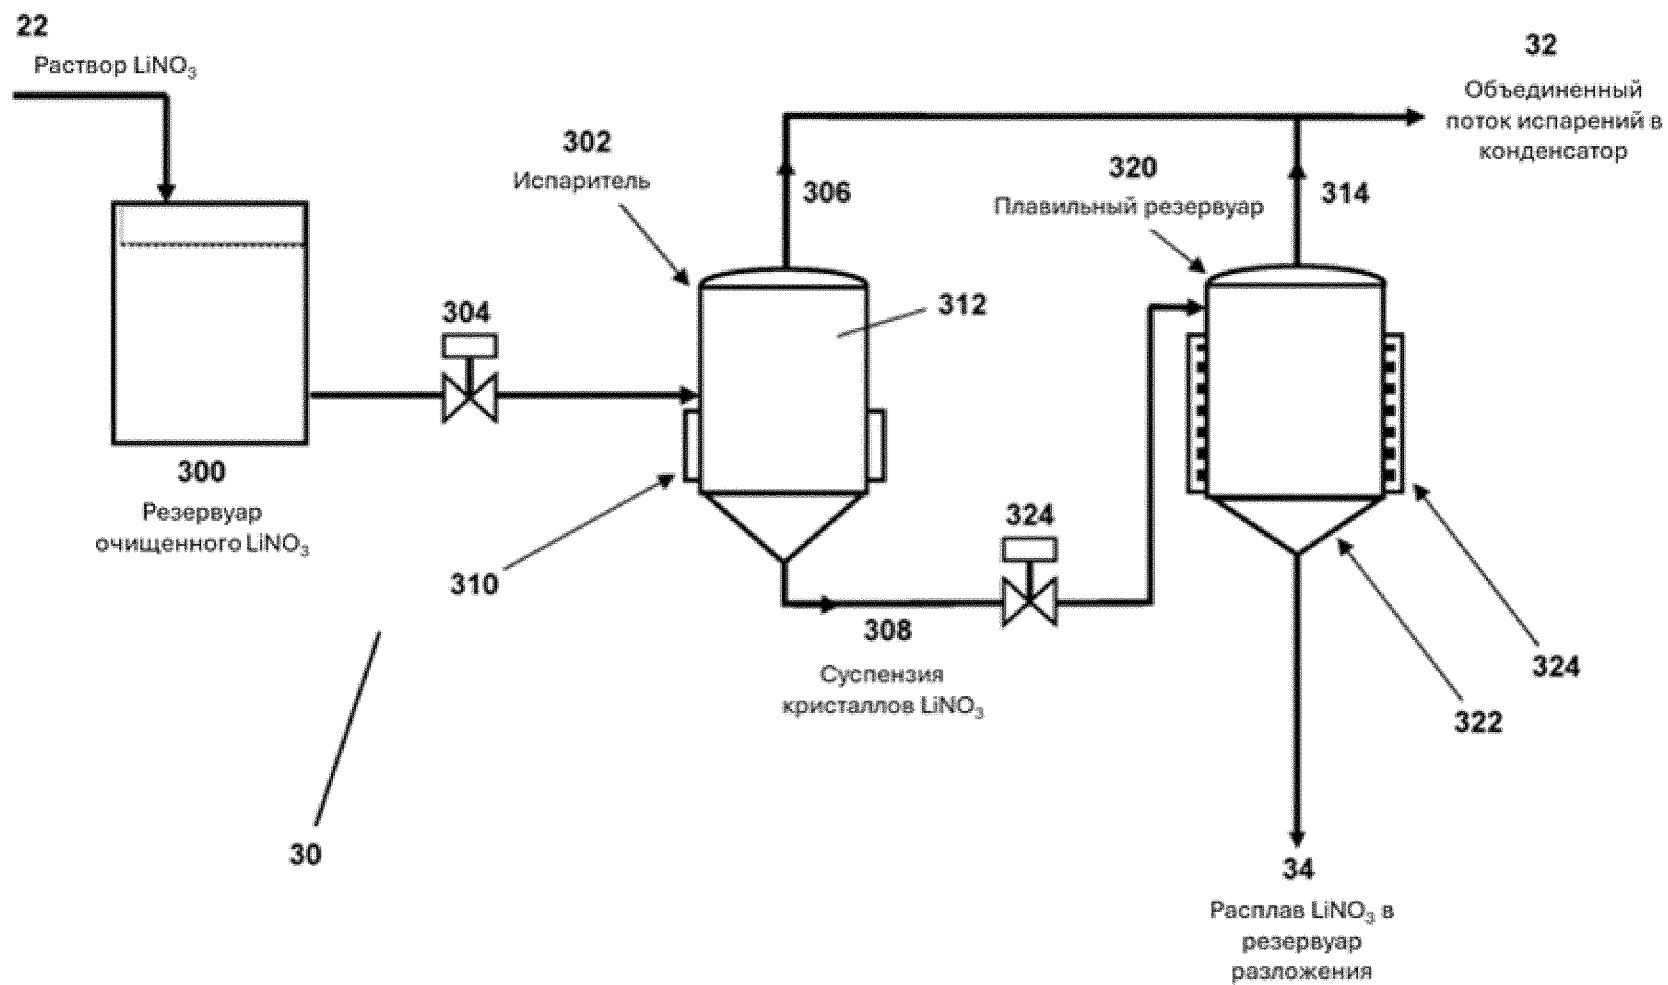 22
Раствор LiNO₃
32
Объединенный
поток испарений в
конденсатор
302
Испаритель
306
320
Плавильный резервуар
314
304
312
300
Резервуар
очищенного LiNO₃
310
324
308
Суспензия
кристаллов LiNO₃
324
322
30
34
Расплав LiNO₃ в
резервуар
разложения